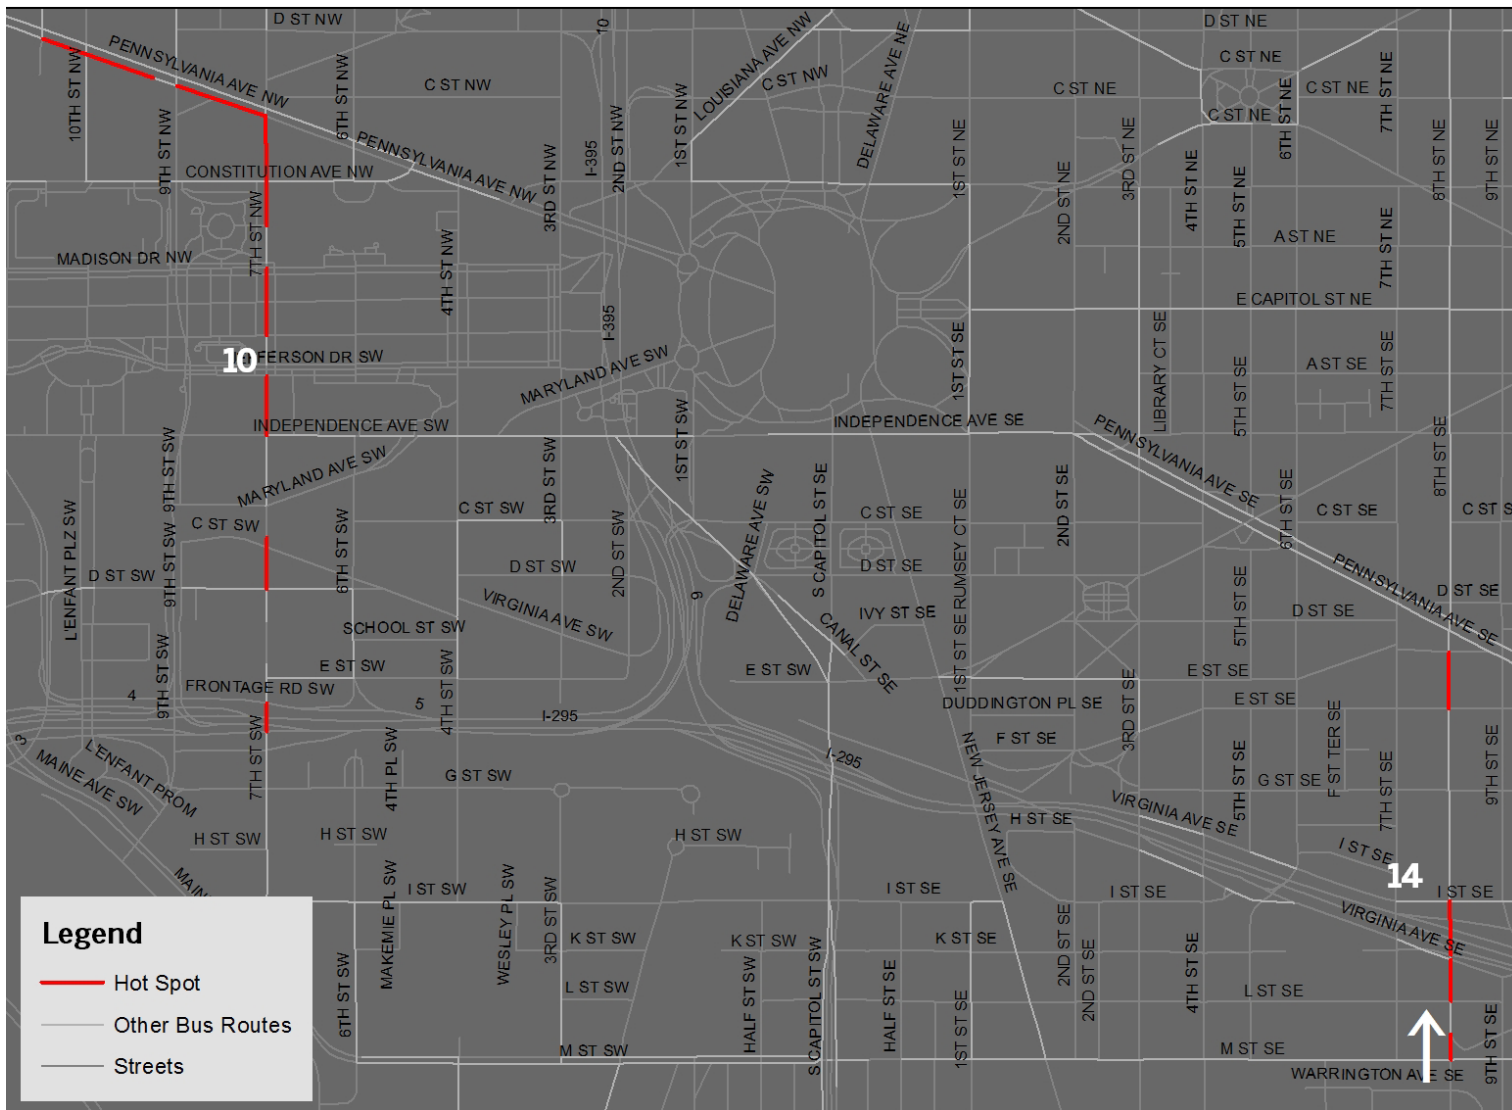 D ST NW
10
D ST NE
PENNSYLVANIA AVE NW
10TH ST NW
6TH ST NW
C ST NW
LOUISIANA AVE NW
C ST NW
DELAWARE AVE NE
C ST NE
C ST NE
C ST NE
C ST NE
6TH ST NE
7TH ST NE
9TH ST NW
CONSTITUTION AVE NW
PENNSYLVANIA AVE NW
3RD ST NW
I-395
2ND ST NW
1ST ST NW
1ST ST NE
2ND ST NE
3RD ST NE
4TH ST NE
5TH ST NE
8TH ST NE
9TH ST NE
7TH ST NW
MADISON DR NW
4TH ST NW
A ST NE
7TH ST NE
E CAPITOL ST NE
I-395
10
JEFFERSON DR SW
MARYLAND AVE SW
1ST ST SE
LIBRARY CT SE
5TH ST SE
A ST SE
7TH ST SE
INDEPENDENCE AVE SW
1ST ST SW
INDEPENDENCE AVE SE
PENNSYLVANIA AVE SE
8TH ST SE
9TH ST SW
MARYLAND AVE SW
3RD ST SW
DELAWARE AVE SW
S CAPITOL ST SE
2ND ST SE
6TH ST SE
L'ENFANT PLZ SW
C ST SW
C ST SW
C ST SE
C ST SE
C ST S
9TH ST SW
6TH ST SW
D ST SW
D ST SW
2ND ST SW
D ST SE
1ST ST SE
RUMSEY CT SE
PENNSYLVANIA AVE SE
D ST SE
VIRGINIA AVE SW
9
IVY ST SE
5TH ST SE
D ST SE
SCHOOL ST SW
CANAL ST SE
9TH ST SW
E ST SW
4TH ST SW
E ST SW
E ST SE
FRONTAGE RD SW
4
5
I-295
DUDDINGTON PL SE
3RD ST SE
E ST SE
3
7TH ST SW
L'ENFANT PROM
MAINE AVE SW
4TH PL SW
G ST SW
I-295
F ST SE
NEW JERSEY AVE SE
5TH ST SE
G ST SE
F ST TER SE
7TH ST SE
9TH ST SE
VIRGINIA AVE SE
H ST SW
H ST SW
H ST SW
H ST SE
I ST SE
14
I ST SW
I ST SE
I ST SE
I ST SE
MAKEMIE PL SW
WESLEY PL SW
3RD ST SW
VIRGINIA AVE SE
K ST SW
K ST SW
K ST SE
2ND ST SE
2ND ST SE
4TH ST SE
6TH ST SW
L ST SW
HALF ST SW
S CAPITOL ST SW
HALF ST SE
1ST ST SE
L ST SE
M ST SW
M ST SE
9TH ST SE
WARRINGTON AVE SE
Legend
Hot Spot
Other Bus Routes
Streets